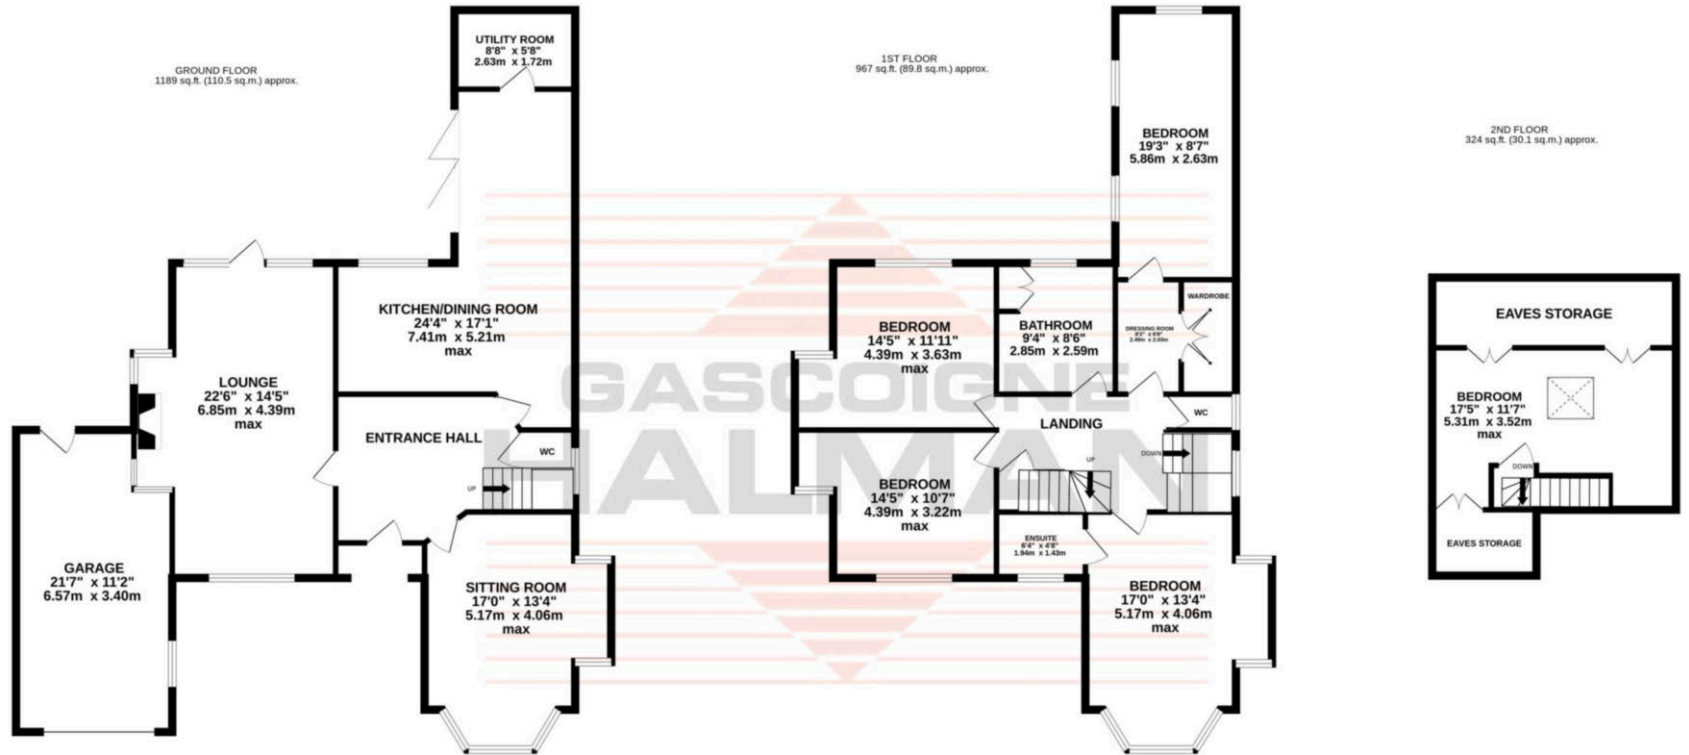 GROUND FLOOR
1189 sq.ft. (110.5 sq.m.) approx.
UTILITY ROOM
8'8" x 5'8"
2.63m x 1.72m
KITCHEN/DINING ROOM
24'4" x 17'1"
7.41m x 5.21m
max
LOUNGE
22'6" x 14'5"
6.85m x 4.39m
max
ENTRANCE HALL
WC
UP
GARAGE
21'7" x 11'2"
6.57m x 3.40m
SITTING ROOM
17'0" x 13'4"
5.17m x 4.06m
max
1ST FLOOR
967 sq.ft. (89.8 sq.m.) approx.
BEDROOM
19'3" x 8'7"
5.86m x 2.63m
BEDROOM
14'5" x 11'11"
4.39m x 3.63m
max
BATHROOM
9'4" x 8'6"
2.85m x 2.59m
DRESSING ROOM
WARDROBE
LANDING
WC
UP
DOWN
BEDROOM
14'5" x 10'7"
4.39m x 3.22m
max
ENSUITE
6'4" x 4'8"
1.94m x 1.43m
BEDROOM
17'0" x 13'4"
5.17m x 4.06m
max
2ND FLOOR
324 sq.ft. (30.1 sq.m.) approx.
EAVES STORAGE
BEDROOM
17'5" x 11'7"
5.31m x 3.52m
max
DOWN
EAVES STORAGE
GASCOIGNE
HALMAN